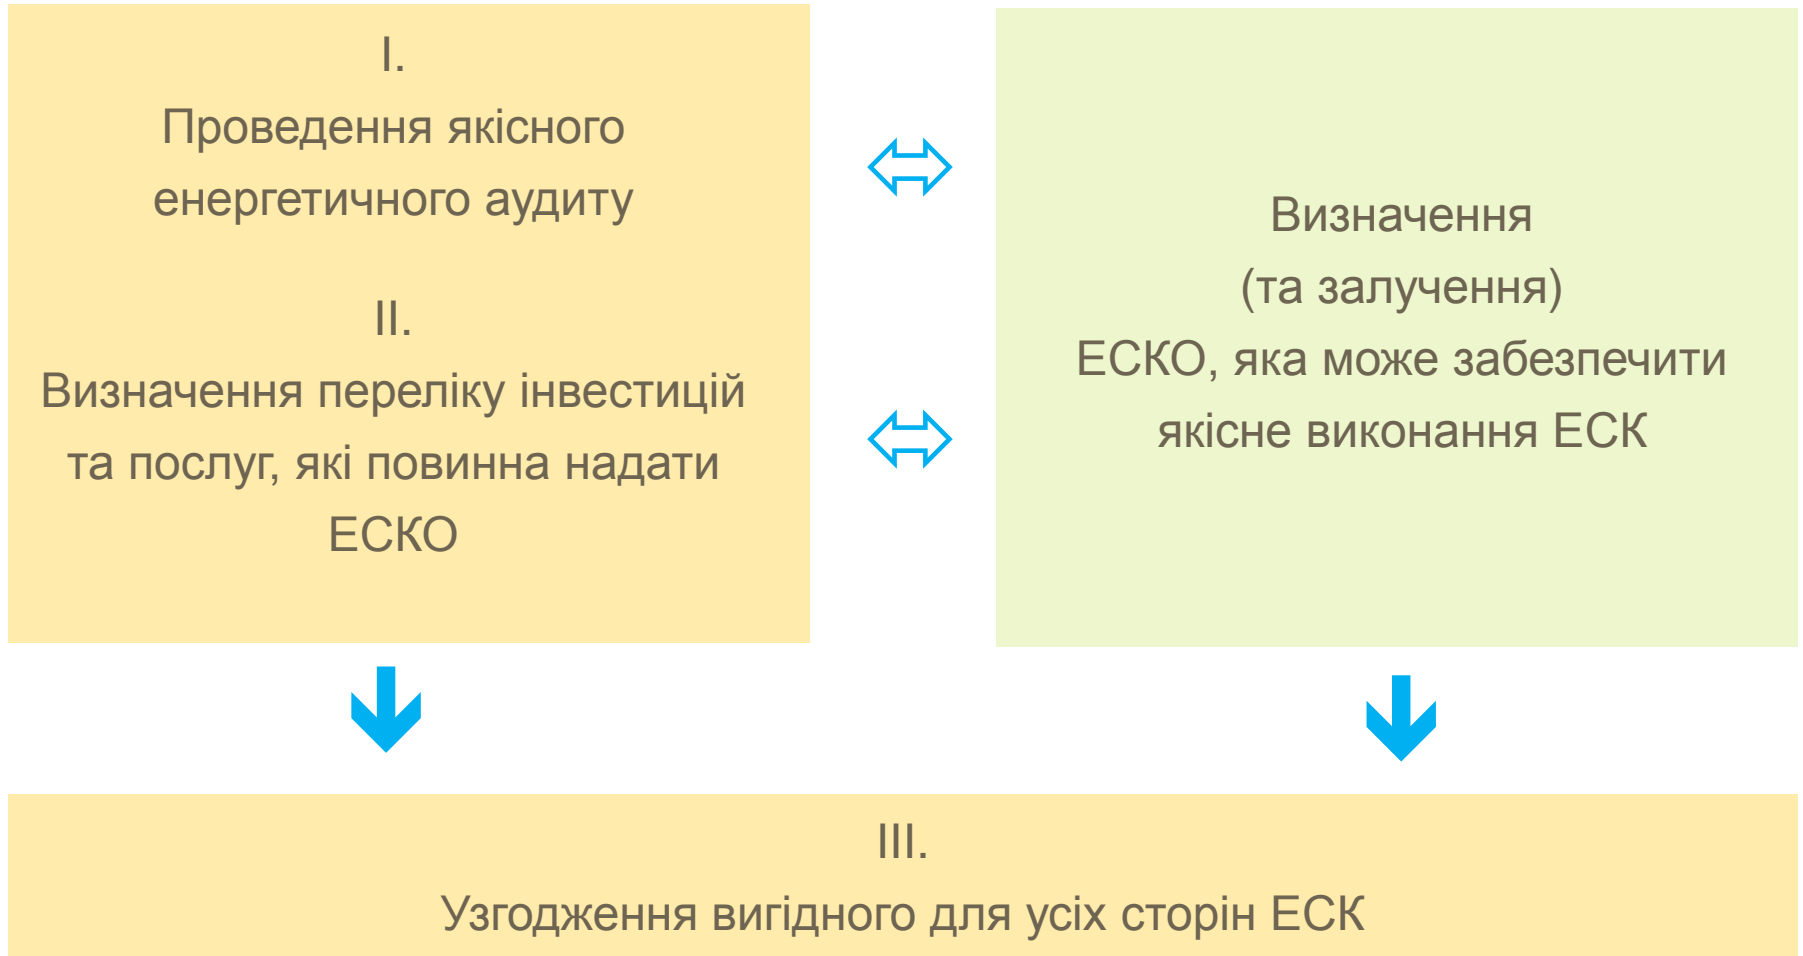 I.
Проведення якісного
енергетичного аудиту
II.
Визначення переліку інвестицій
та послуг, які повинна надати
ЕСКО
Визначення
(та залучення)
ЕСКО, яка може забезпечити
якісне виконання ЕСК
III.
Узгодження вигідного для усіх сторін ЕСК